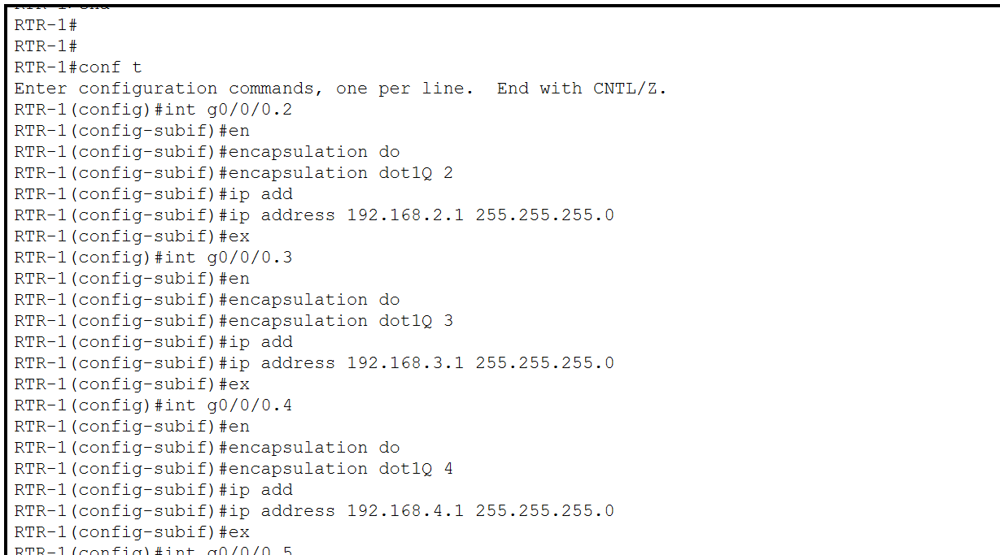 RTR-1#
RTR-1#
RTR-1#conf t
Enter configuration commands, one per line.  End with CNTL/Z.
RTR-1(config)#int g0/0/0.2
RTR-1(config-subif)#en
RTR-1(config-subif)#encapsulation do
RTR-1(config-subif)#encapsulation dot1Q 2
RTR-1(config-subif)#ip add
RTR-1(config-subif)#ip address 192.168.2.1 255.255.255.0
RTR-1(config-subif)#ex
RTR-1(config)#int g0/0/0.3
RTR-1(config-subif)#en
RTR-1(config-subif)#encapsulation do
RTR-1(config-subif)#encapsulation dot1Q 3
RTR-1(config-subif)#ip add
RTR-1(config-subif)#ip address 192.168.3.1 255.255.255.0
RTR-1(config-subif)#ex
RTR-1(config)#int g0/0/0.4
RTR-1(config-subif)#en
RTR-1(config-subif)#encapsulation do
RTR-1(config-subif)#encapsulation dot1Q 4
RTR-1(config-subif)#ip add
RTR-1(config-subif)#ip address 192.168.4.1 255.255.255.0
RTR-1(config-subif)#ex
RTR-1(config)#int g0/0/0.5